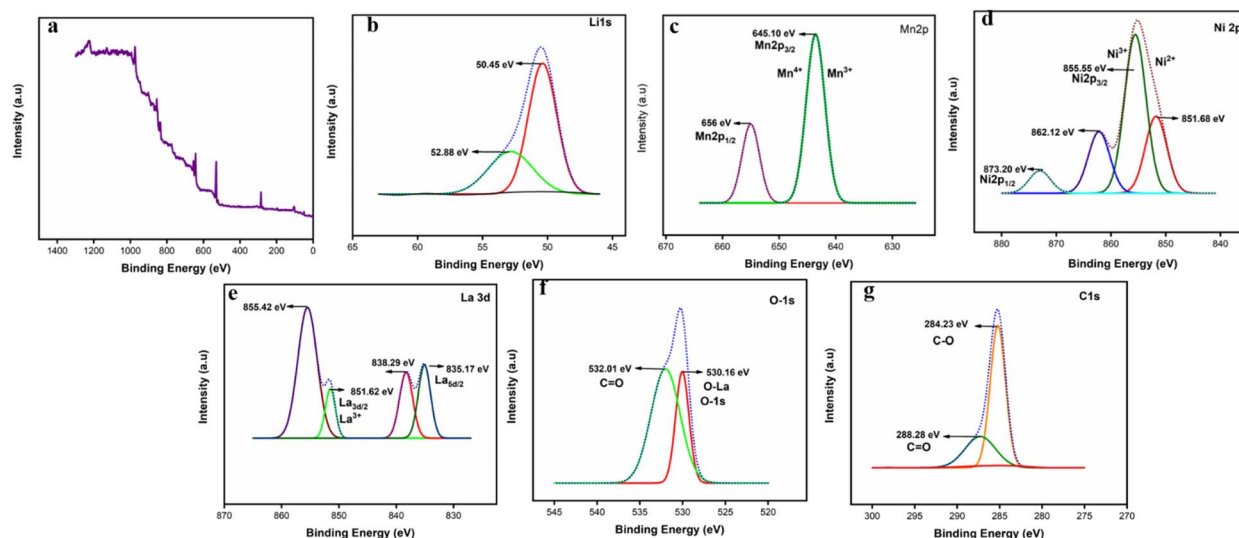 a
Intensity (a.u)
1400 1200 1000 800 600 400 200 0
Binding Energy (eV)
b
Li1s
50.45 eV
52.88 eV
Intensity (a.u)
65 60 55 50 45
Binding Energy (eV)
c
Mn2p
645.10 eV
Mn2p3/2
Mn4+
Mn3+
656 eV
Mn2p1/2
Intensity (a.u)
670 660 650 640 630
Binding Energy (eV)
d
Ni 2p
Ni3+
Ni2+
855.55 eV
Ni2p3/2
851.68 eV
862.12 eV
873.20 eV
Ni2p1/2
Intensity (a.u)
880 870 860 850 840
Binding Energy (eV)
e
La 3d
855.42 eV
838.29 eV
835.17 eV
La5d/2
851.62 eV
La3d/2
La3+
Intensity (a.u)
870 860 850 840 830
Binding Energy (eV)
f
O-1s
532.01 eV
C=O
530.16 eV
O-La
O-1s
Intensity (a.u)
545 540 535 530 525 520
Binding Energy (eV)
g
C1s
284.23 eV
C-O
288.28 eV
C=O
Intensity (a.u)
300 295 290 285 280 275 270
Binding Energy (eV)